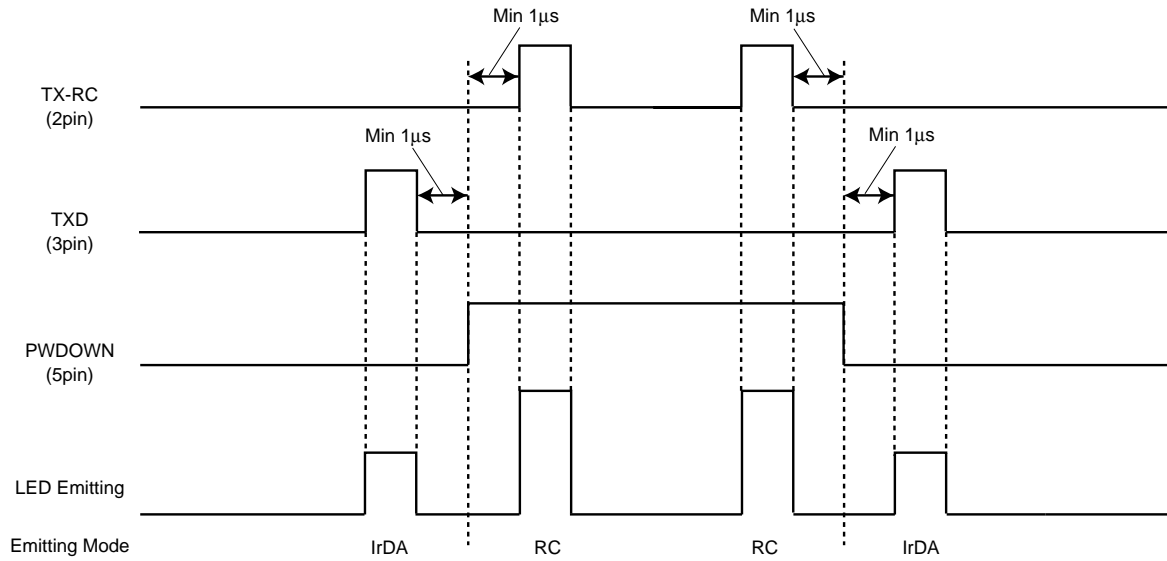 Min 1μs
Min 1μs
TX-RC
(2pin)
Min 1μs
Min 1μs
TXD
(3pin)
PWDOWN
(5pin)
LED Emitting
Emitting Mode IrDA RC RC IrDA